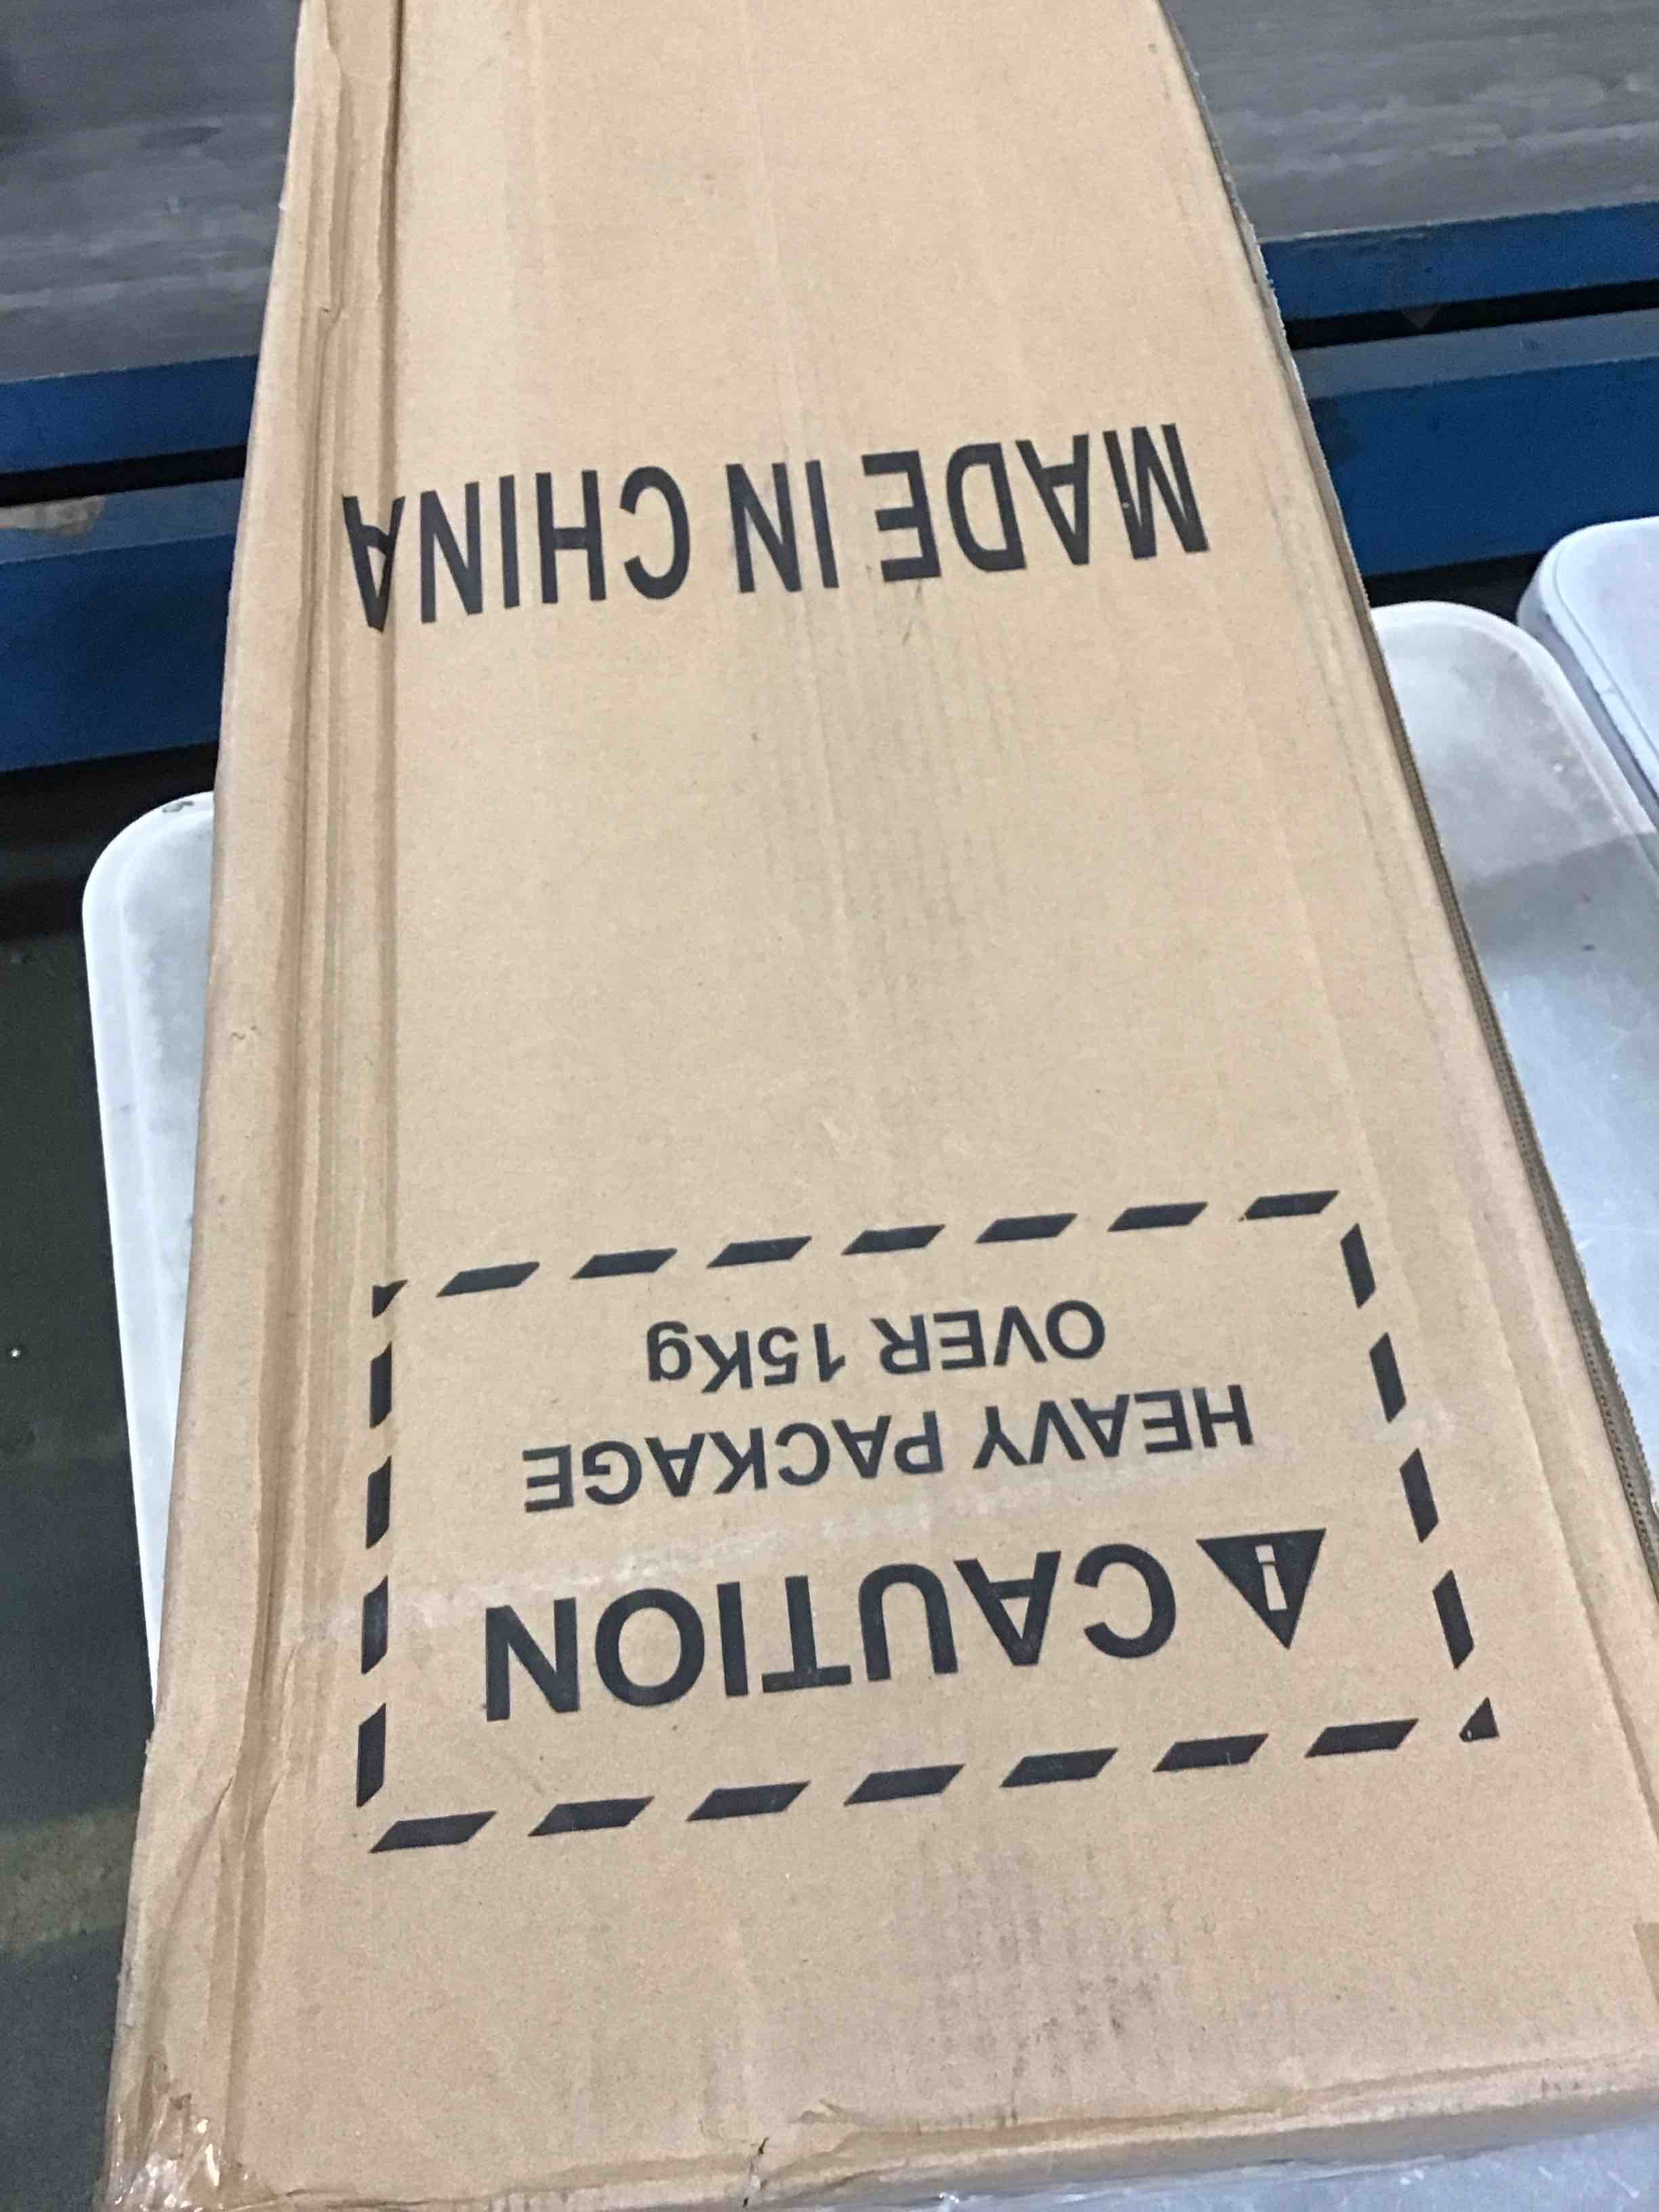 CAUTION
HEAVY PACKAGE
OVER 15Kg
MADE IN CHINA